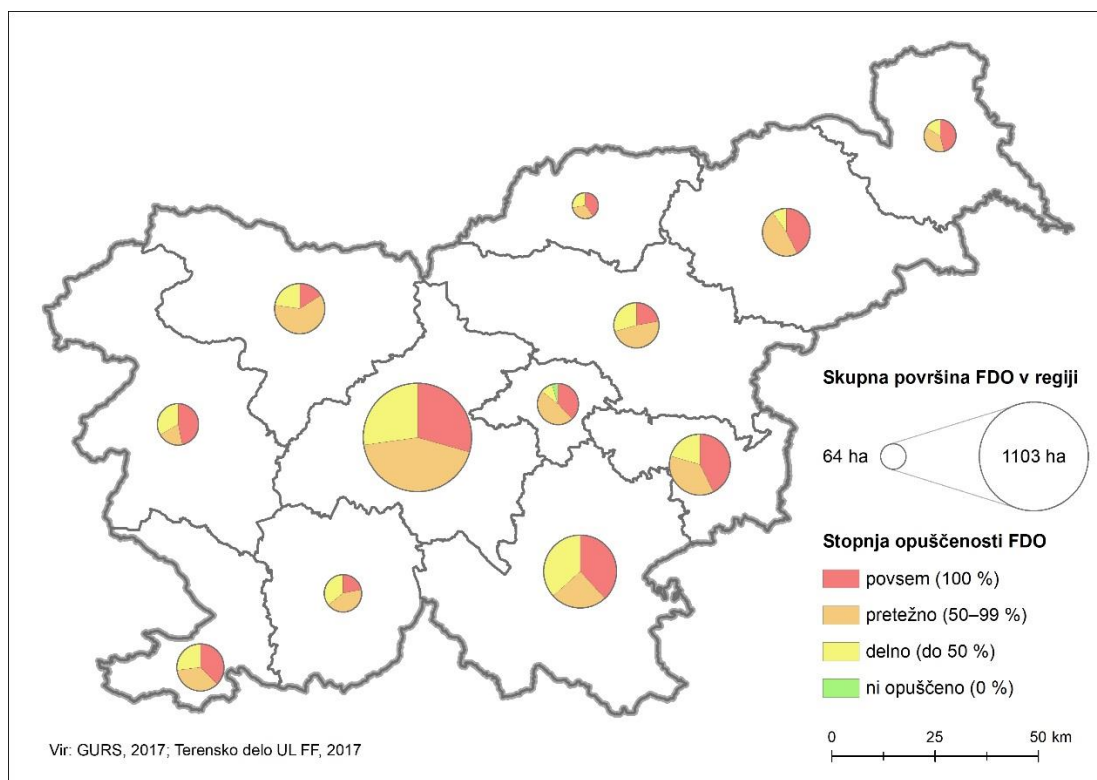 Skupna površina FDO v regiji
64 ha
1103 ha
Stopnja opuščenosti FDO
povsem (100 %)
pretežno (50–99 %)
delno (do 50 %)
ni opuščeno (0 %)
0 25 50 km
Vir: GURS, 2017; Terensko delo UL FF, 2017